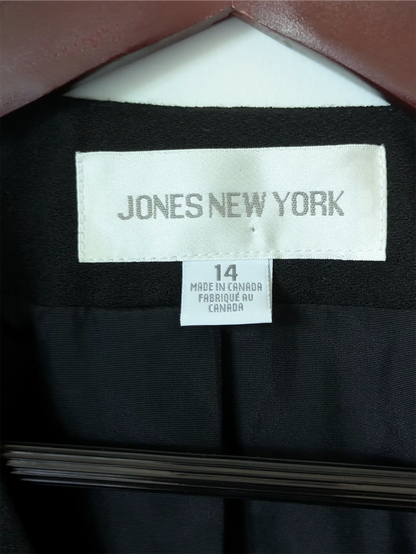 JONES NEW YORK
14
MADE IN CANADA
FABRIQUÉ AU
CANADA